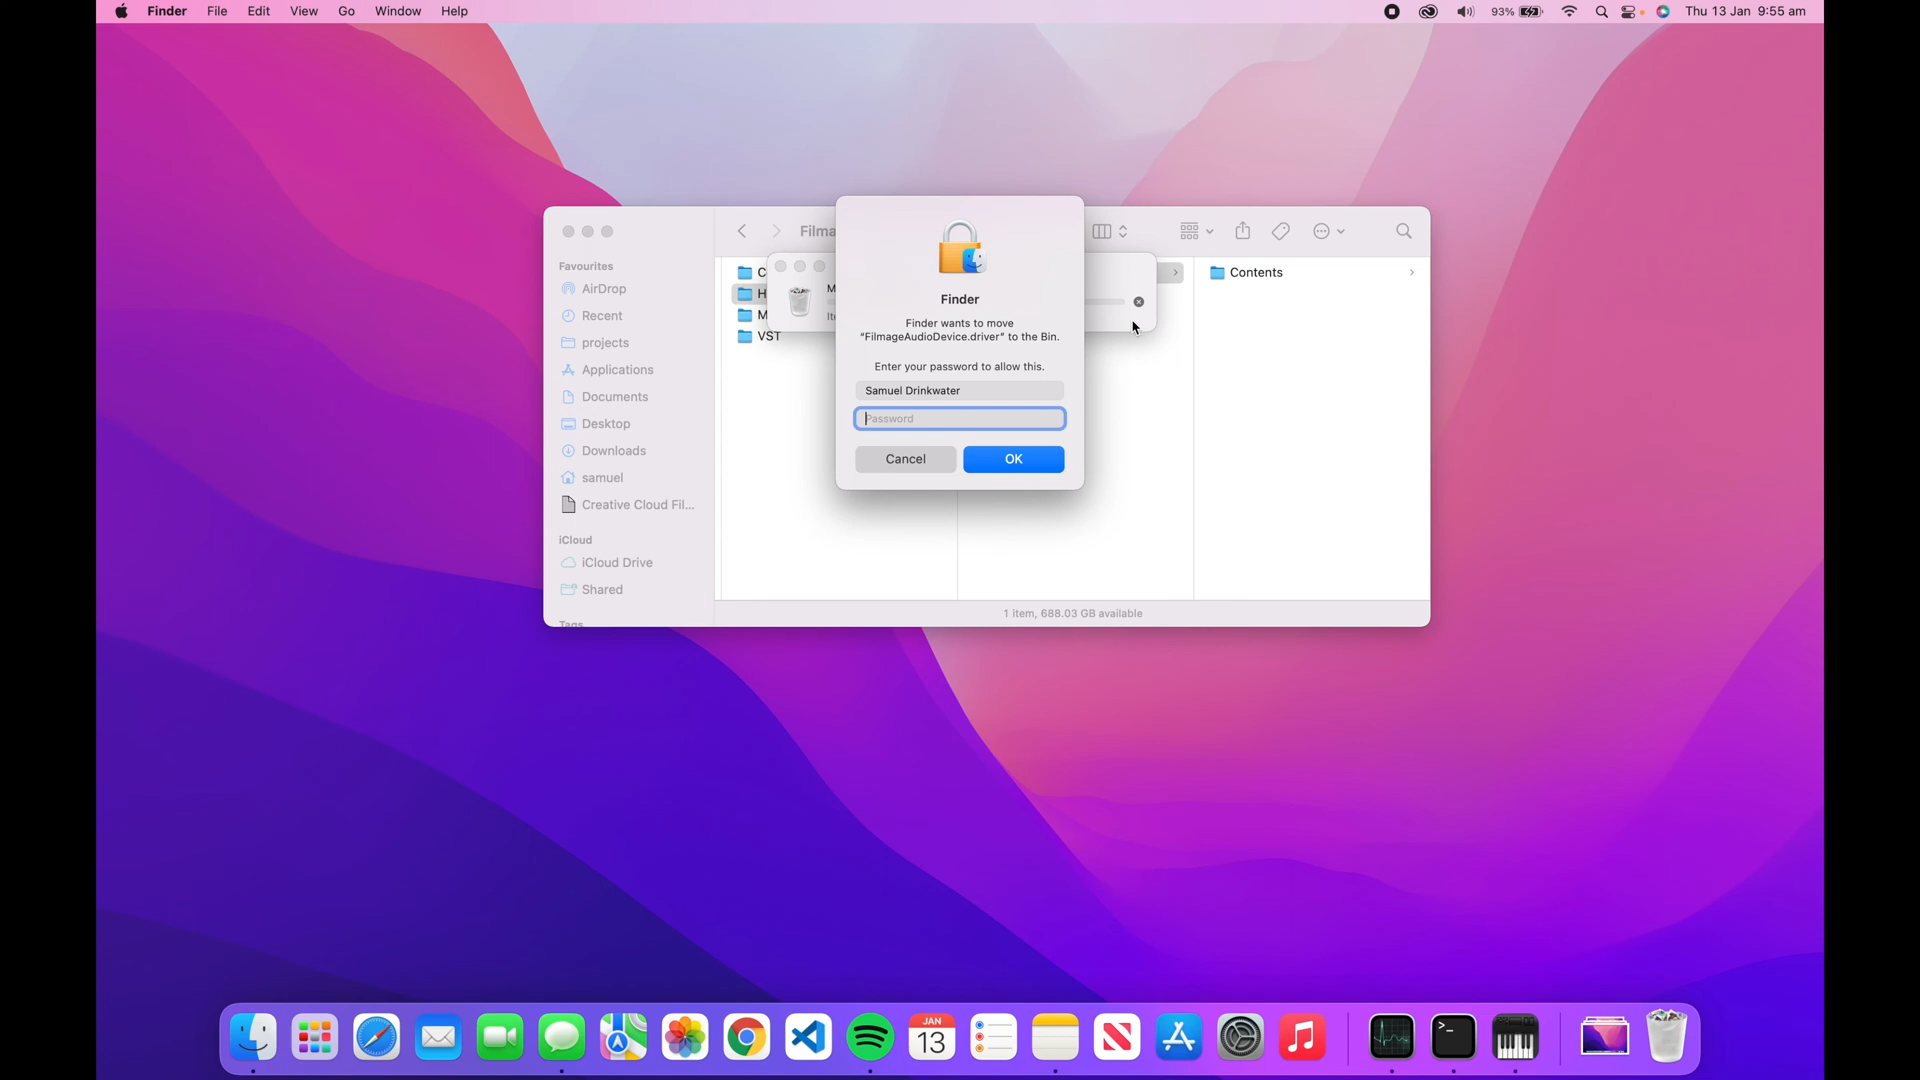 Finder File Edit View Go Window Help 93% Thu 13 Jan 9:55 am
Filma
Favourites
AirDrop
Recent
projects
Applications
Documents
Desktop
Downloads
samuel
Creative Cloud Fil...
iCloud
iCloud Drive
Shared
Tags
C
H
M
VST
M
Ite
Finder
Finder wants to move
“FilmageAudioDevice.driver” to the Bin.
Enter your password to allow this.
Samuel Drinkwater
Password
Cancel OK
Contents
1 item, 688.03 GB available
JAN
13